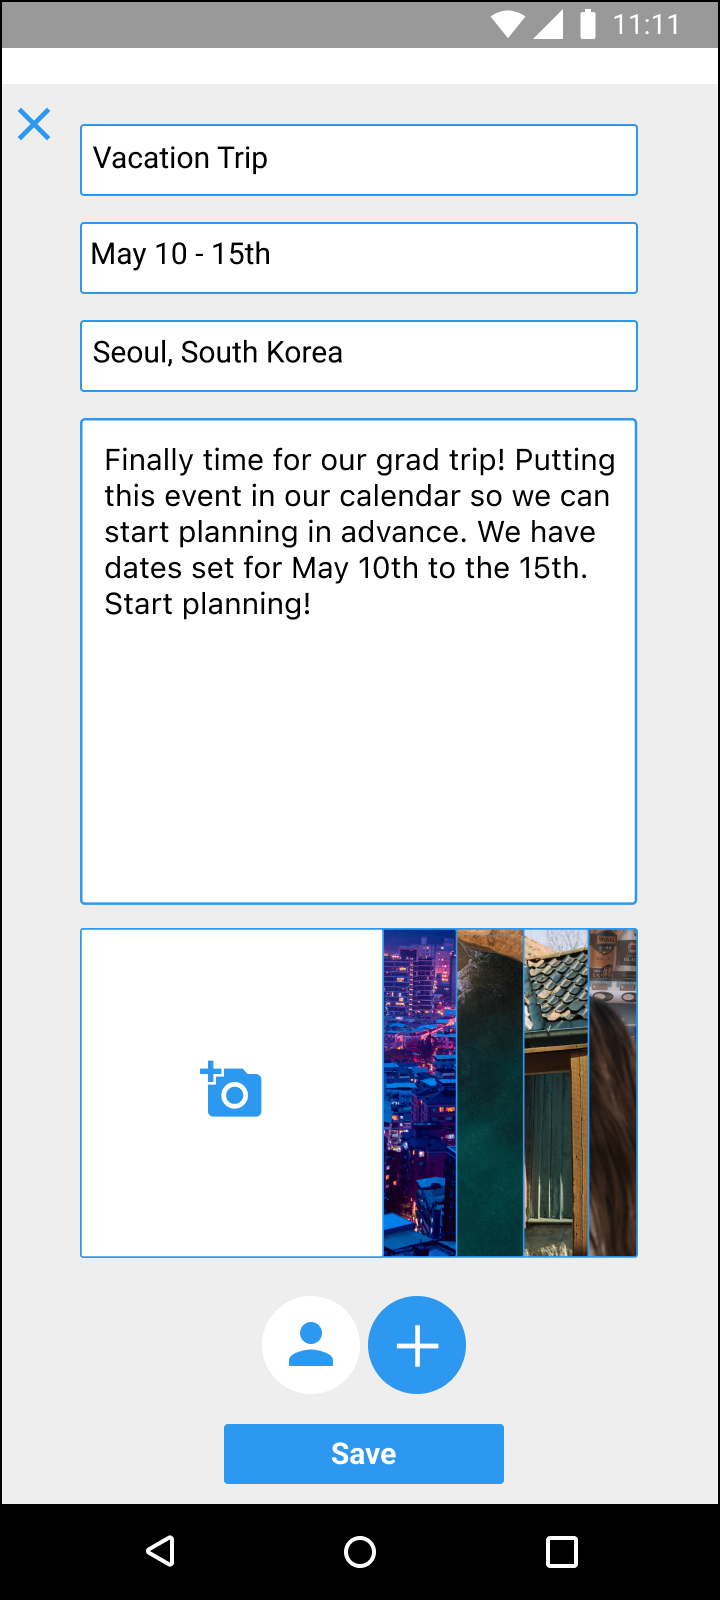 11:11
Vacation Trip
May 10 - 15th
Seoul, South Korea
Finally time for our grad trip! Putting
this event in our calendar so we can
start planning in advance. We have
dates set for May 10th to the 15th.
Start planning!
Save